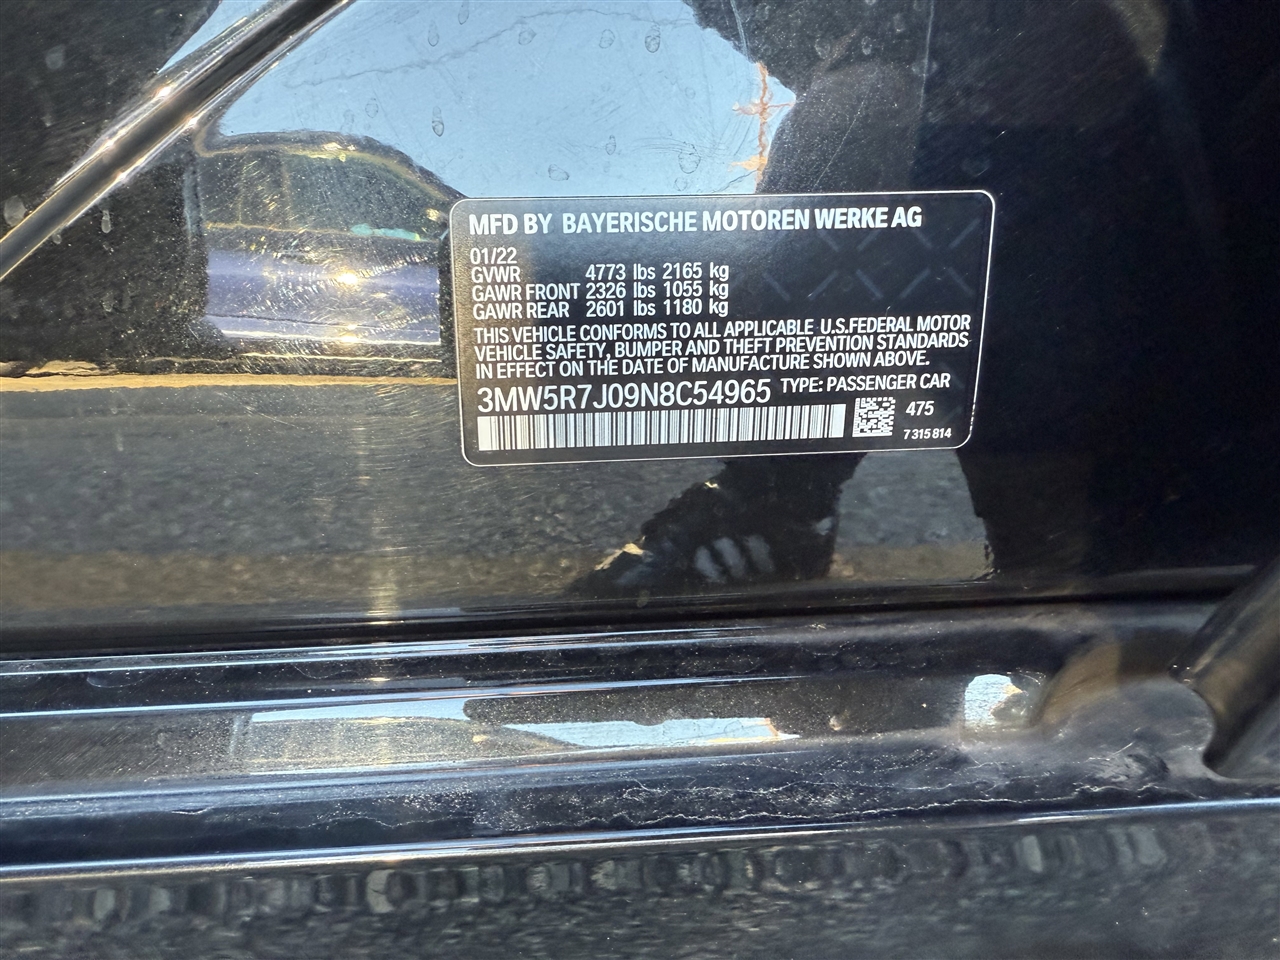 MFD BY BAYERISCHE MOTOREN WERKE AG
01/22
GVWR 4773 lbs 2165 kg
GAWR FRONT 2326 lbs 1055 kg
GAWR REAR 2601 lbs 1180 kg
THIS VEHICLE CONFORMS TO ALL APPLICABLE U.S.FEDERAL MOTOR
VEHICLE SAFETY, BUMPER AND THEFT PREVENTION STANDARDS
IN EFFECT ON THE DATE OF MANUFACTURE SHOWN ABOVE.
3MW5R7J09N8C54965 TYPE: PASSENGER CAR
475
7 315 814